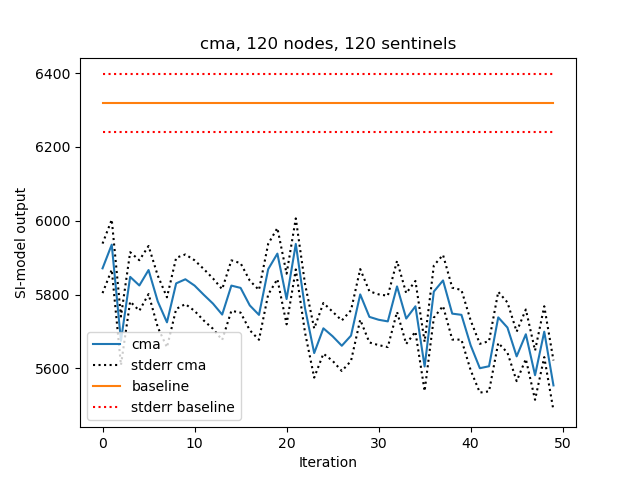 cma, 120 nodes, 120 sentinels
6400
6200
6000
5800
5600
SI-model output
cma
stderr cma
baseline
stderr baseline
0 10 20 30 40 50
Iteration